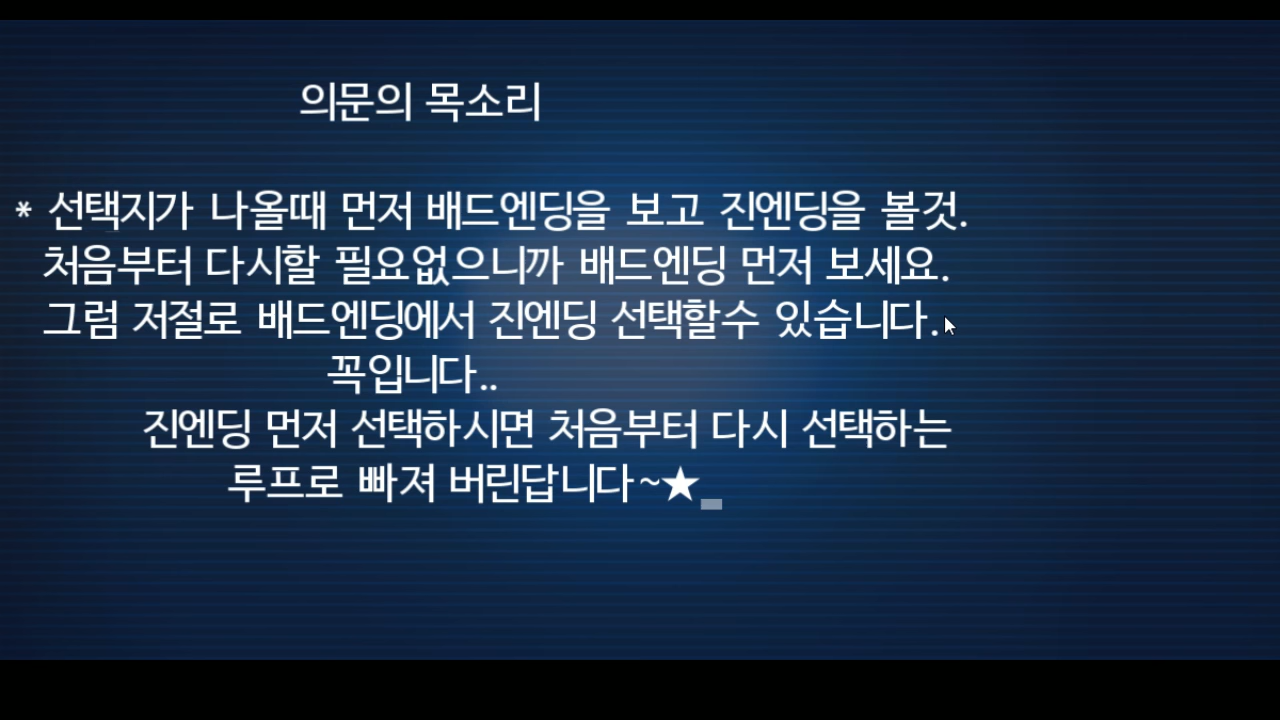 의문의 목소리
* 선택지가 나올때 먼저 배드엔딩을 보고 진엔딩을 볼것.
처음부터 다시할 필요없으니까 배드엔딩 먼저 보세요.
그럼 저절로 배드엔딩에서 진엔딩 선택할수 있습니다.
꼭입니다..
진엔딩 먼저 선택하시면 처음부터 다시 선택하는
루프로 빠져 버린답니다~★